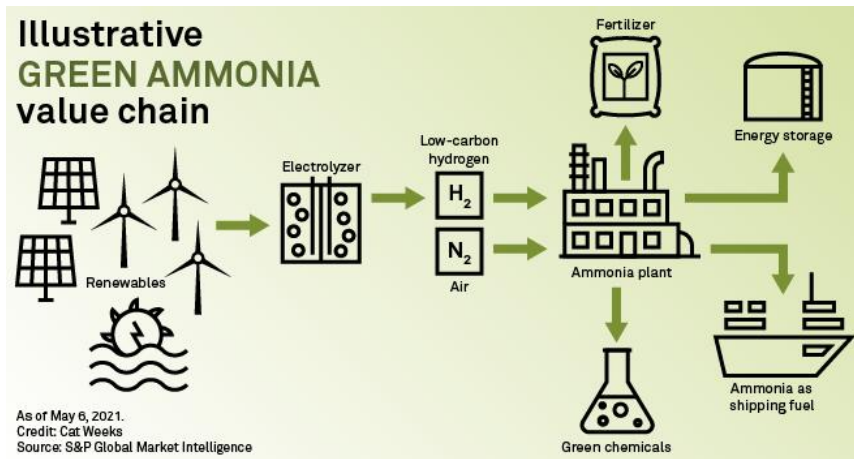 Illustrative
GREEN AMMONIA
value chain
Renewables
Electrolyzer
Low-carbon
hydrogen
H₂
N₂
Air
Fertilizer
Ammonia plant
Energy storage
Ammonia as
shipping fuel
Green chemicals
As of May 6, 2021.
Credit: Cat Weeks
Source: S&P Global Market Intelligence